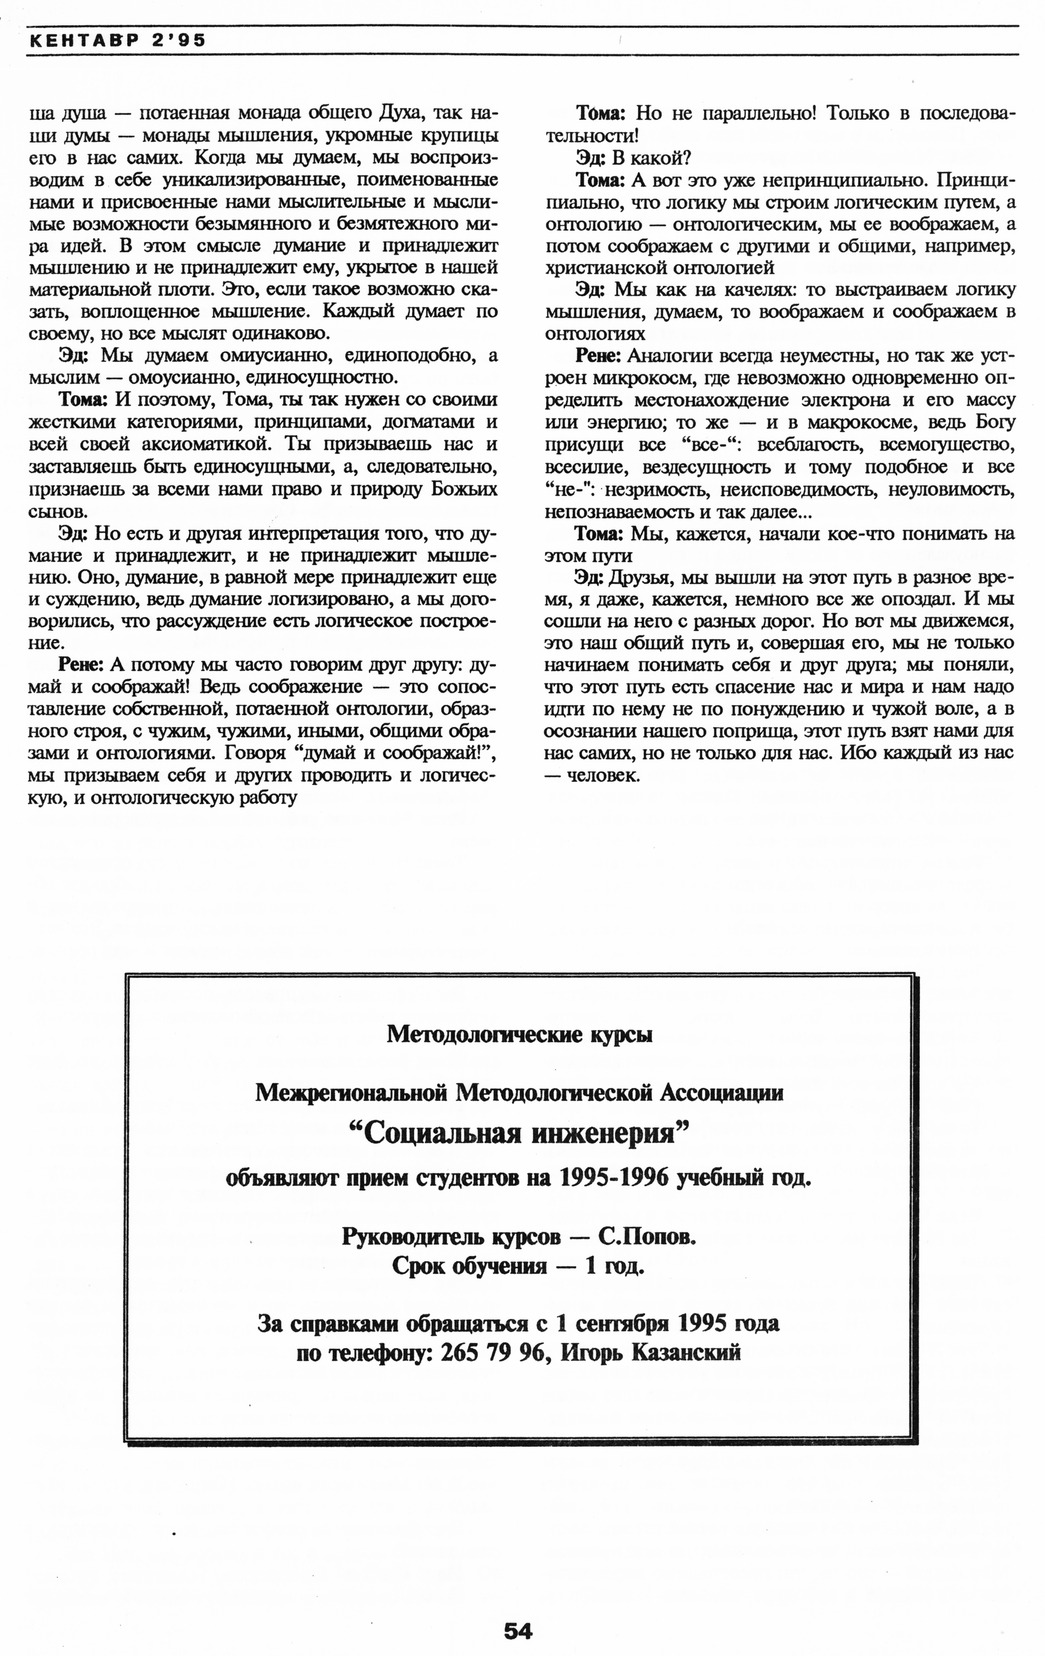 КЕНТАВР 2’95
ша душа — потаенная монада общего Духа, так на-
ши думы — монады мышления, укромные крупицы
его в нас самих. Когда мы думаем, мы воспроиз-
водим в себе уникализированные, поименованные
нами и присвоенные нами мыслительные и мысли-
мые возможности безымянного и безмятежного ми-
ра идей. В этом смысле думание и принадлежит
мышлению и не принадлежит ему, укрытое в нашей
материальной плоти. Это, если такое возможно ска-
зать, воплощенное мышление. Каждый думает по
своему, но все мыслят одинаково.
Эд: Мы думаем омиусианно, единоподобно, а
мыслим — омоусианно, единосущностно.
Тома: И поэтому, Тома, ты так нужен со своими
жесткими категориями, принципами, догматами и
всей своей аксиоматикой. Ты призываешь нас и
заставляешь быть единосущными, а, следовательно,
признаешь за всеми нами право и природу Божьих
сынов.
Эд: Но есть и другая интерпретация того, что ду-
мание и принадлежит, и не принадлежит мышле-
нию. Оно, думание, в равной мере принадлежит еще
и суждению, ведь думание логизировано, а мы дого-
ворились, что рассуждение есть логическое построе-
ние.
Рене: А потому мы часто говорим друг другу: ду-
май и соображай! Ведь соображение — это сопос-
тавление собственной, потаенной онтологии, образ-
ного строя, с чужим, чужими, иными, общими обра-
зами и онтологиями. Говоря “думай и соображай!”,
мы призываем себя и других проводить и логичес-
кую, и онтологическую работу
Тома: Но не параллельно! Только в последова-
тельности!
Эд: В какой?
Тома: А вот это уже непринципиально. Принци-
пиально, что логику мы строим логическим путем, а
онтологию — онтологическим, мы ее воображаем, а
потом соображаем с другими и общими, например,
христианской онтологией
Эд: Мы как на качелях: то выстраиваем логику
мышления, думаем, то воображаем и соображаем в
онтологиях
Рене: Аналогии всегда неуместны, но так же уст-
роен микрокосм, где невозможно одновременно оп-
ределить местонахождение электрона и его массу
или энергию; то же — и в макрокосме, ведь Богу
присущи все “все-“: всеблагость, всемогущество,
всесилие, вездесущность и тому подобное и все
“не-": незримость, неисповедимость, неуловимость,
непознаваемость и так далее...
Тома: Мы, кажется, начали кое-что понимать на
этом пути
Эд: Друзья, мы вышли на этот путь в разное вре-
мя, я даже, кажется, немного все же опоздал. И мы
сошли на него с разных дорог. Но вот мы движемся,
это наш общий путь и, совершая его, мы не только
начинаем понимать себя и друг друга; мы поняли,
что этот путь есть спасение нас и мира и нам надо
идти по нему не по понуждению и чужой воле, а в
осознании нашего поприща, этот путь взят нами для
нас самих, но не только для нас. Ибо каждый из нас
— человек.
Методологические курсы
Межрегиональной Методологической Ассоциации
“Социальная инженерия”
объявляют прием студентов на 1995-1996 учебный год.
Руководитель курсов — С.Попов.
Срок обучения — 1 год.
За справками обращаться с 1 сентября 1995 года
по телефону: 265 79 96, Игорь Казанский
54